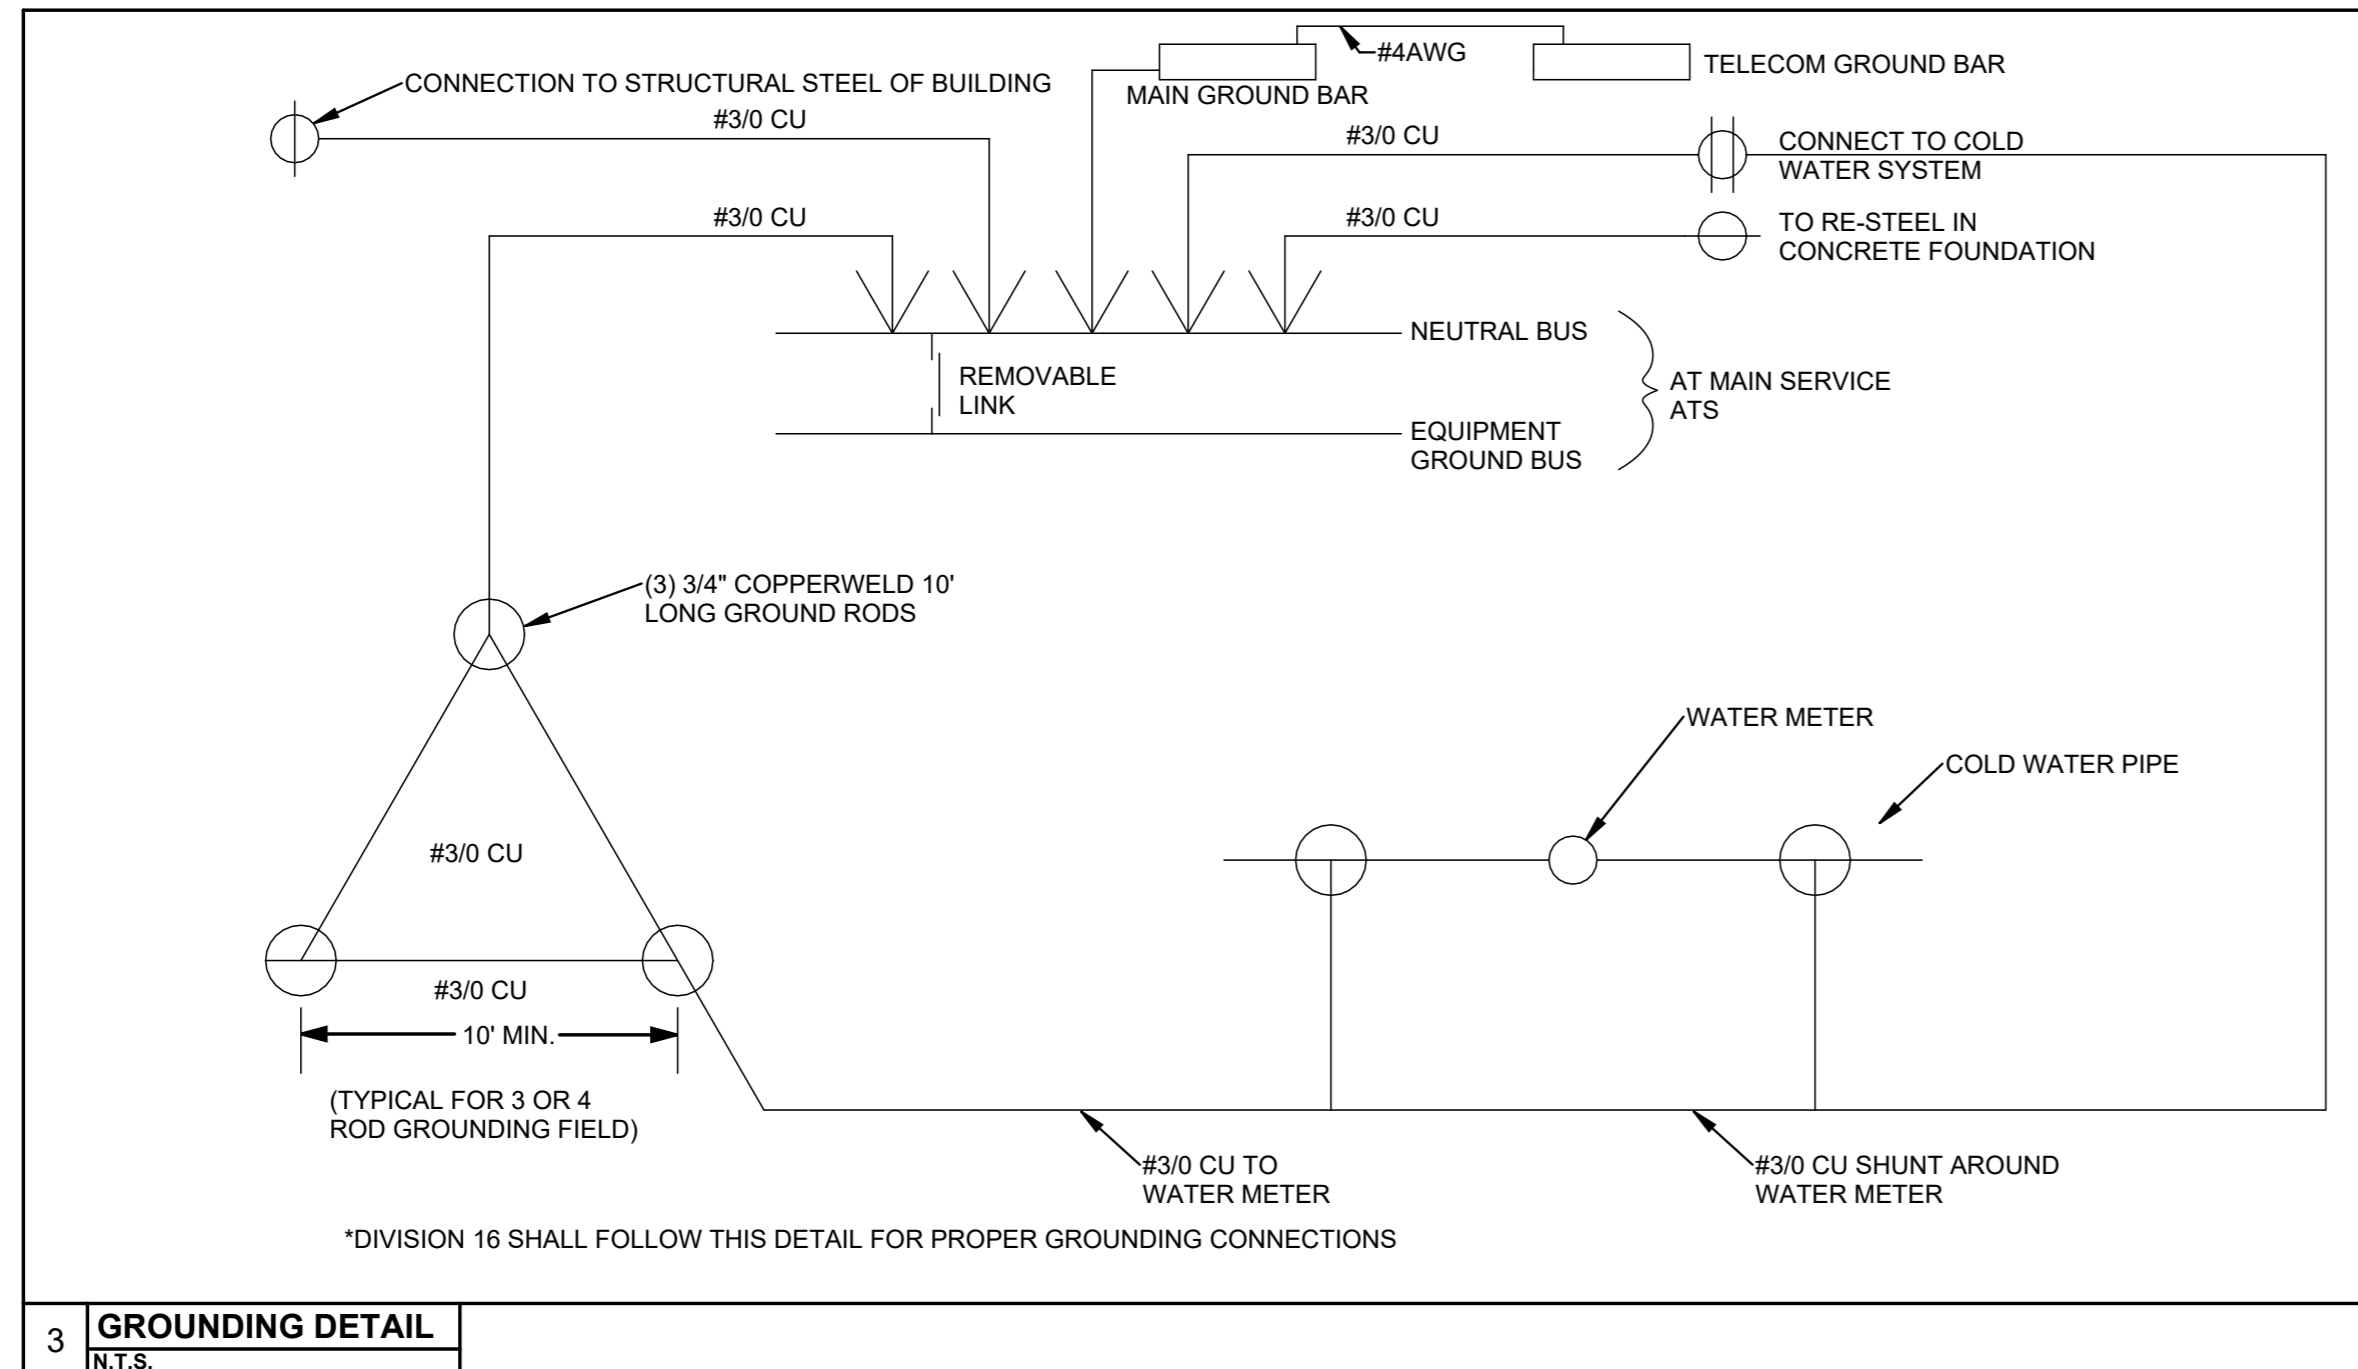 #4AWG
TELECOM GROUND BAR
CONNECTION TO STRUCTURAL STEEL OF BUILDING
MAIN GROUND BAR
#3/0 CU
#3/0 CU
CONNECT TO COLD
WATER SYSTEM
#3/0 CU
#3/0 CU
TO RE-STEEL IN
CONCRETE FOUNDATION
NEUTRAL BUS
REMOVABLE
LINK
AT MAIN SERVICE
ATS
EQUIPMENT
GROUND BUS
(3) 3/4" COPPERWELD 10'
LONG GROUND RODS
WATER METER
COLD WATER PIPE
#3/0 CU
#3/0 CU
10' MIN.
(TYPICAL FOR 3 OR 4
ROD GROUNDING FIELD)
#3/0 CU TO
WATER METER
#3/0 CU SHUNT AROUND
WATER METER
*DIVISION 16 SHALL FOLLOW THIS DETAIL FOR PROPER GROUNDING CONNECTIONS
3
GROUNDING DETAIL
N.T.S.